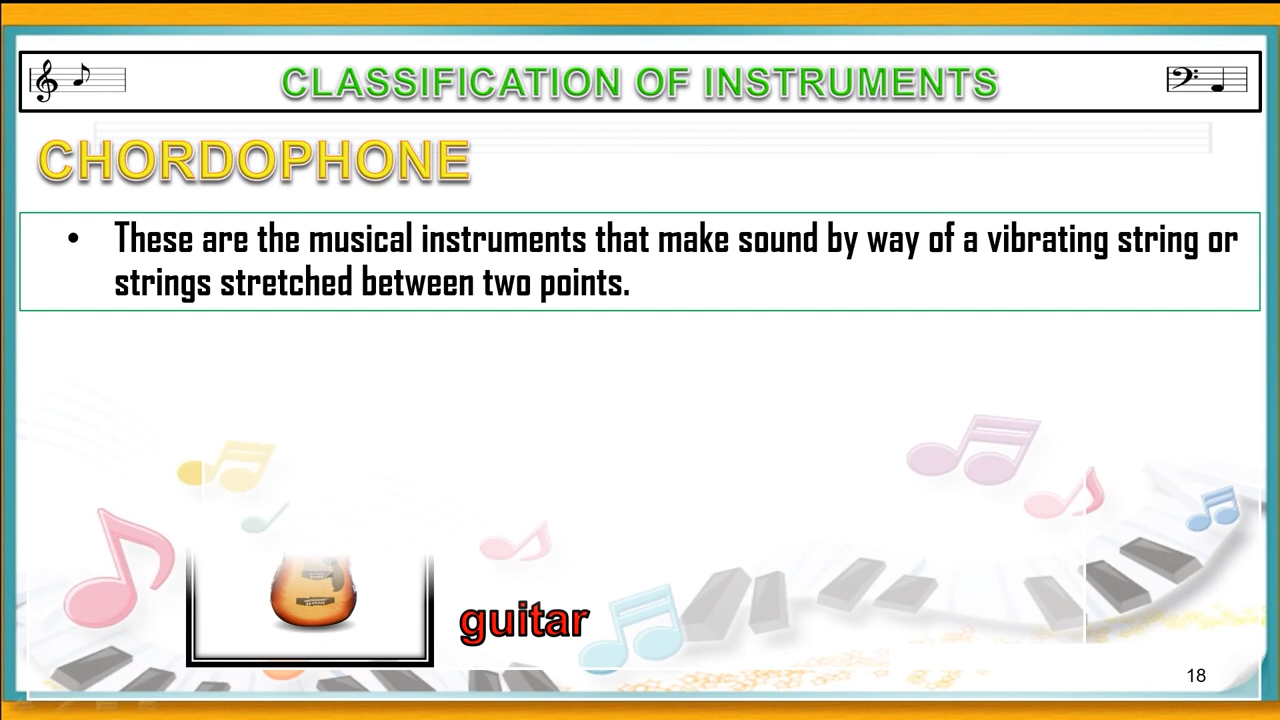 CLASSIFICATION OF INSTRUMENTS
CHORDOPHONE
• These are the musical instruments that make sound by way of a vibrating string or
strings stretched between two points.
guitar
18